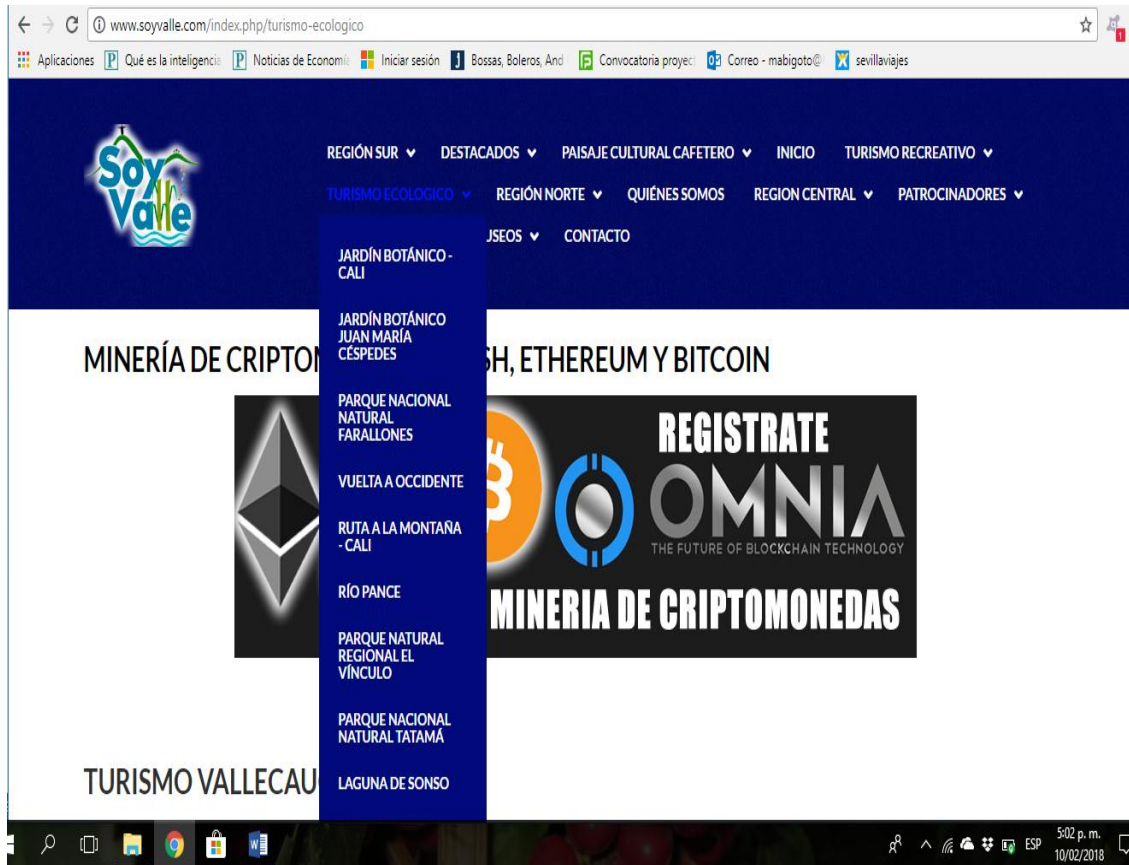 www.soyvalle.com/index.php/turismo-ecologico
1
Aplicaciones Qué es la inteligencia Noticias de Economía Iniciar sesión Bossas, Boleros, And Convocatoria proyec Correo - mabigoto@ sevillaviajes
Soy
Valle
REGIÓN SUR DESTACADOS PAISAJE CULTURAL CAFETERO INICIO TURISMO RECREATIVO
TURISMO ECOLOGICO REGIÓN NORTE QUIÉNES SOMOS REGION CENTRAL PATROCINADORES
USEOS CONTACTO
JARDÍN BOTÁNICO -
CALI
JARDÍN BOTÁNICO
JUAN MARÍA
CÉSPEDES
PARQUE NACIONAL
NATURAL
FARALLONES
VUELTA A OCCIDENTE
RUTA A LA MONTAÑA
- CALI
RÍO PANCE
PARQUE NATURAL
REGIONAL EL
VÍNCULO
PARQUE NACIONAL
NATURAL TATAMÁ
LAGUNA DE SONSO
MINERÍA DE CRIPTO SH, ETHEREUM Y BITCOIN
REGISTRATE
OMNIA
THE FUTURE OF BLOCKCHAIN TECHNOLOGY
MINERIA DE CRIPTOMONEDAS
TURISMO VALLECAU
ESP
5:02 p. m.
10/02/2018